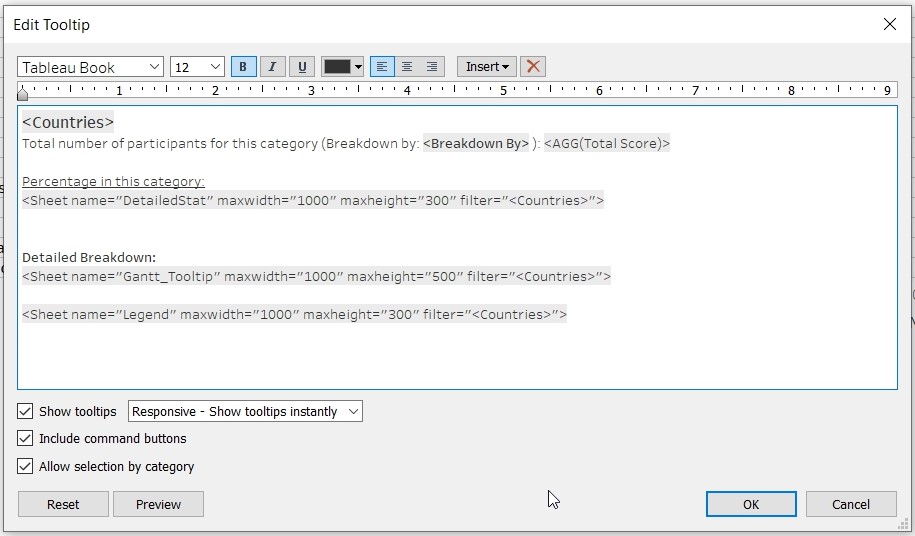 Edit Tooltip
Tableau Book 12 B I U Insert
1 2 3 4 5 6 7 8 9
<Countries>
Total number of participants for this category (Breakdown by: <Breakdown By> ): <AGG(Total Score)>
Percentage in this category:
<Sheet name="DetailedStat" maxwidth="1000" maxheight="300" filter="<Countries>">
Detailed Breakdown:
<Sheet name="Gantt_Tooltip" maxwidth="1000" maxheight="500" filter="<Countries>">
<Sheet name="Legend" maxwidth="1000" maxheight="300" filter="<Countries>">
Show tooltips Responsive - Show tooltips instantly
Include command buttons
Allow selection by category
Reset Preview OK Cancel